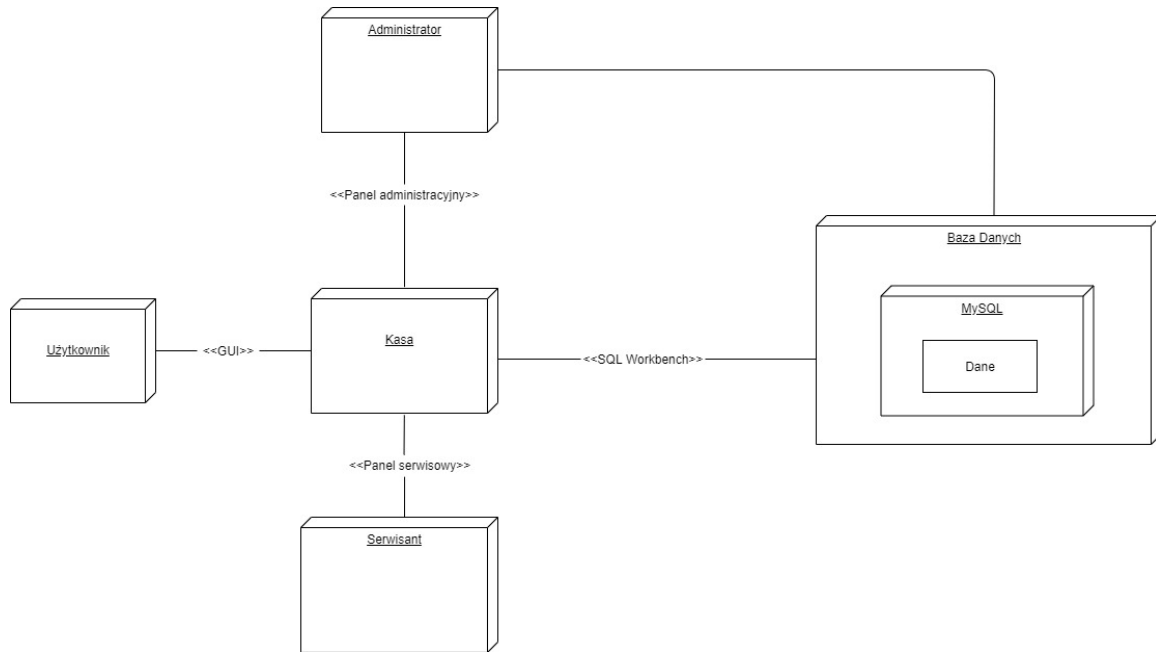 Administrator
<<Panel administracyjny>>
Baza Danych
MySQL
Dane
Użytkownik
<<GUI>>
Kasa
<<SQL Workbench>>
<<Panel serwisowy>>
Serwisant